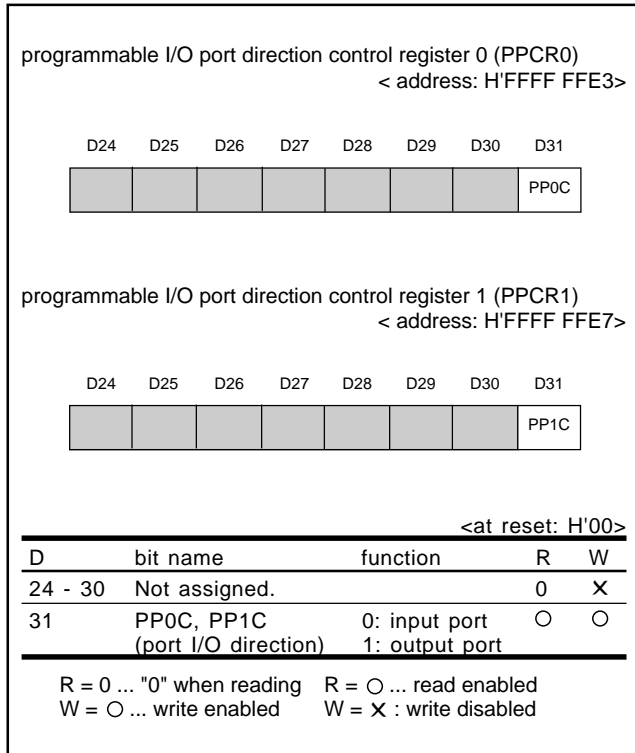 programmable I/O port direction control register 0 (PPCR0)
< address: H'FFFF FFE3>
D24 D25 D26 D27 D28 D29 D30 D31
PP0C
programmable I/O port direction control register 1 (PPCR1)
< address: H'FFFF FFE7>
D24 D25 D26 D27 D28 D29 D30 D31
PP1C
<at reset: H'00>
D bit name function R W
24 - 30 Not assigned. 0 ×
31 PP0C, PP1C 0: input port ○ ○
(port I/O direction) 1: output port
R = 0 ... "0" when reading R = ○ ... read enabled
W = ○ ... write enabled W = × : write disabled